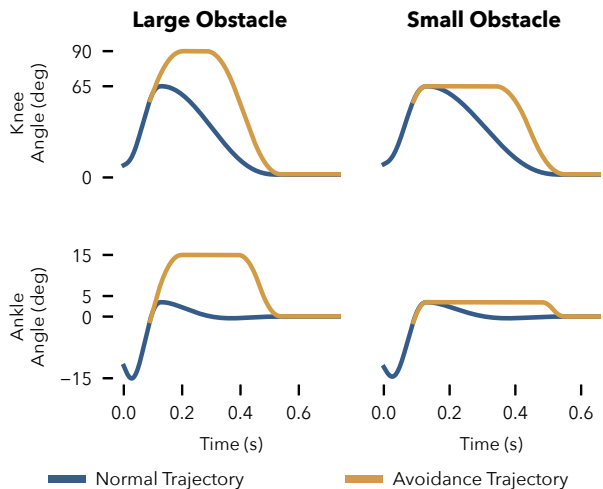 Large Obstacle
Small Obstacle
90
65
0
Knee
Angle (deg)
15
5
0
−15
Ankle
Angle (deg)
0.0 0.2 0.4 0.6
0.0 0.2 0.4 0.6
Time (s)
Time (s)
Normal Trajectory
Avoidance Trajectory